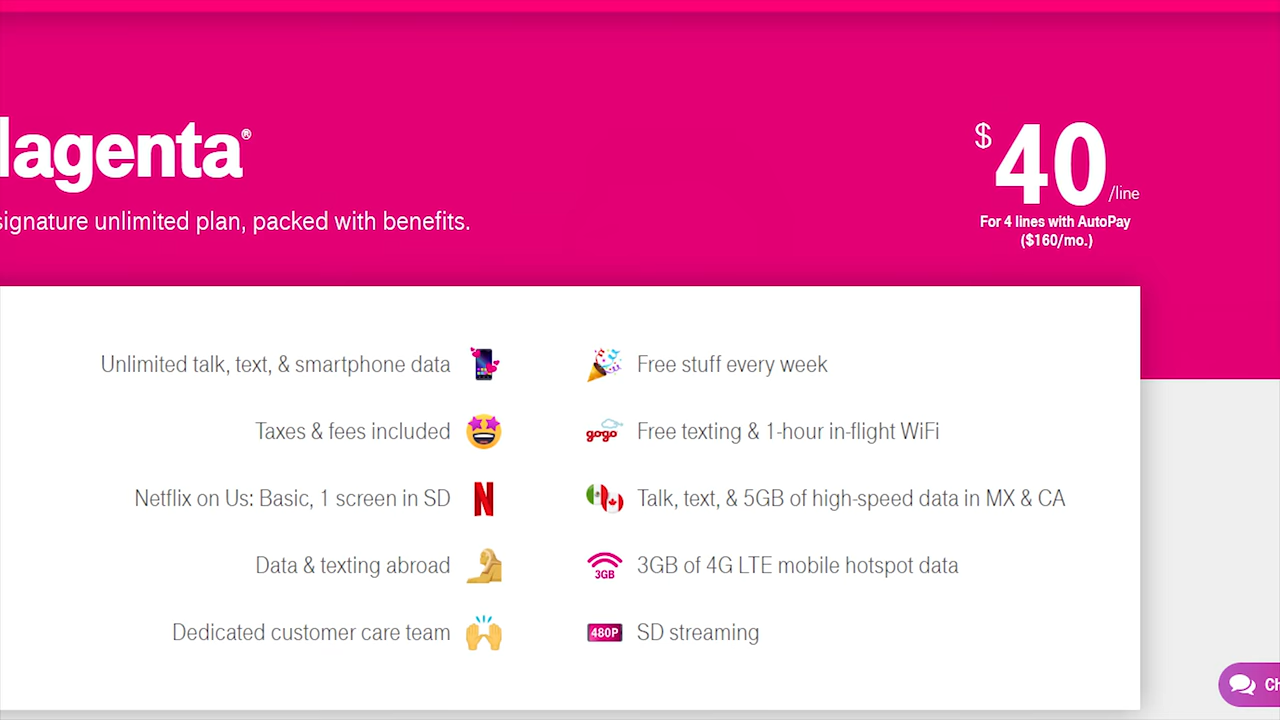 lagenta®
signature unlimited plan, packed with benefits.
$40/line
For 4 lines with AutoPay
($160/mo.)
Unlimited talk, text, & smartphone data
Free stuff every week
Taxes & fees included
gogo
Free texting & 1-hour in-flight WiFi
Netflix on Us: Basic, 1 screen in SD
N
Talk, text, & 5GB of high-speed data in MX & CA
Data & texting abroad
3GB
3GB of 4G LTE mobile hotspot data
Dedicated customer care team
480P
SD streaming
Ch